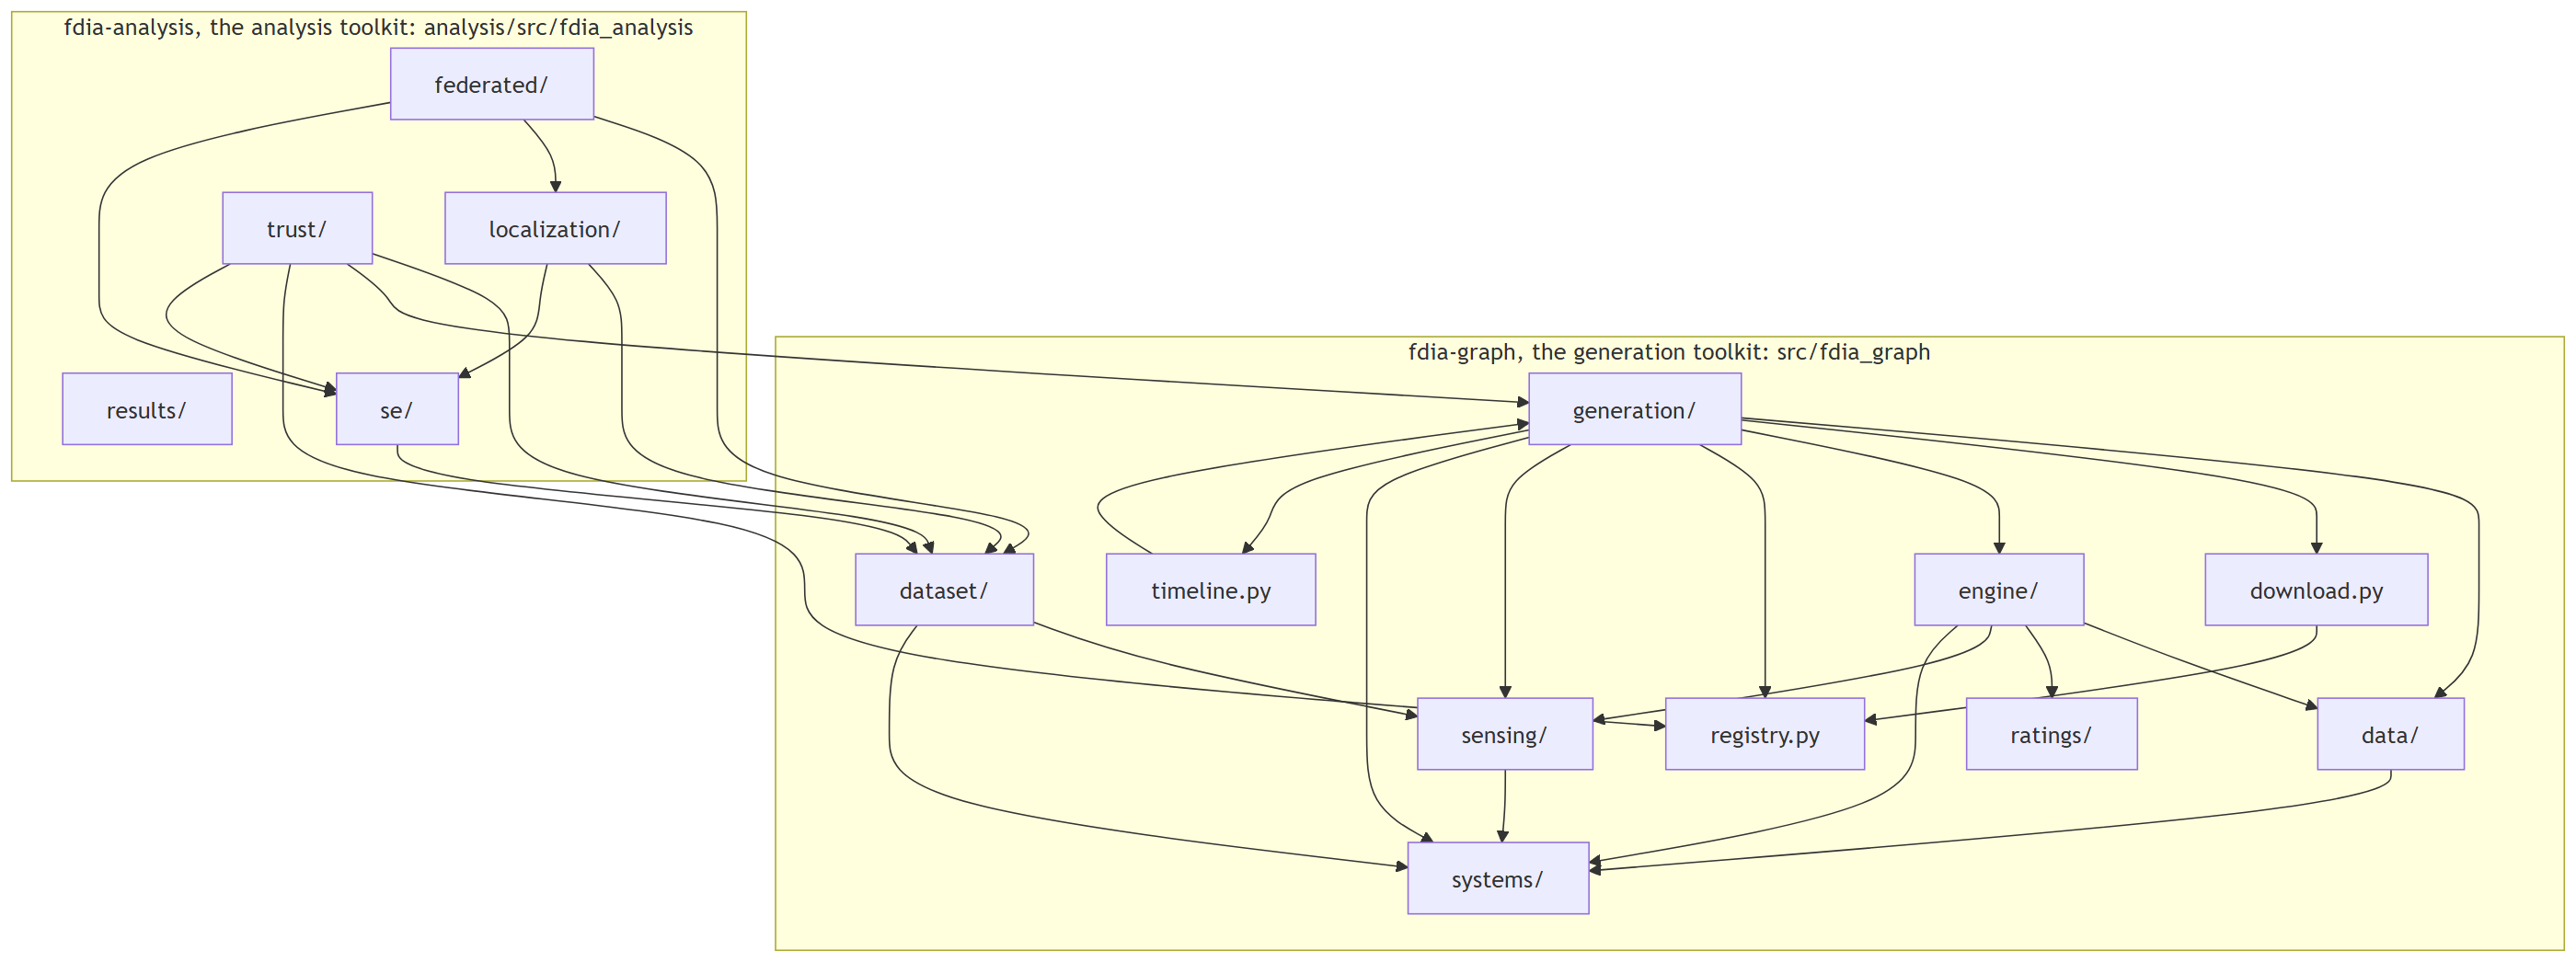 fdia-analysis, the analysis toolkit: analysis/src/fdia_analysis
federated/
trust/
localization/
results/
se/
fdia-graph, the generation toolkit: src/fdia_graph
generation/
dataset/
timeline.py
engine/
download.py
sensing/
registry.py
ratings/
data/
systems/